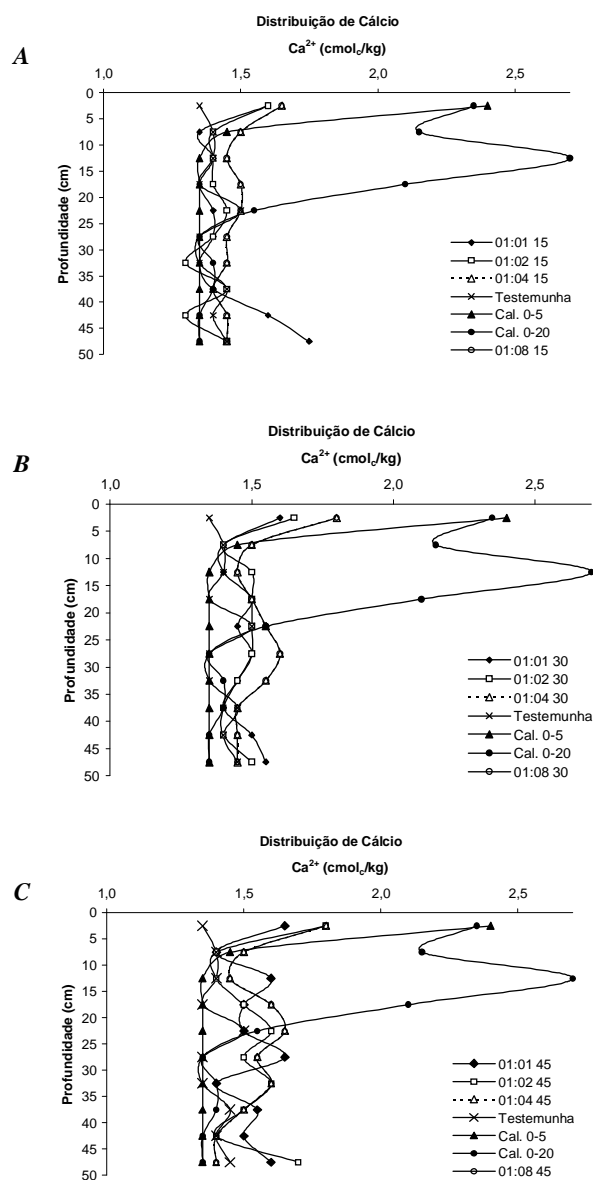 Distribuição de Cálcio
A
Ca²⁺ (cmolc/kg)
1,0 1,5 2,0 2,5
0
5
10
15
20
25
30
35
40
45
50
Profundidade (cm)
01:01 15
01:02 15
01:04 15
Testemunha
Cal. 0-5
Cal. 0-20
01:08 15
Distribuição de Cálcio
B
Ca²⁺ (cmolc/kg)
1,0 1,5 2,0 2,5
0
5
10
15
20
25
30
35
40
45
50
Profundidade (cm)
01:01 30
01:02 30
01:04 30
Testemunha
Cal. 0-5
Cal. 0-20
01:08 30
Distribuição de Cálcio
C
Ca²⁺ (cmolc/kg)
1,0 1,5 2,0 2,5
0
5
10
15
20
25
30
35
40
45
50
Profundidade (cm)
01:01 45
01:02 45
01:04 45
Testemunha
Cal. 0-5
Cal. 0-20
01:08 45